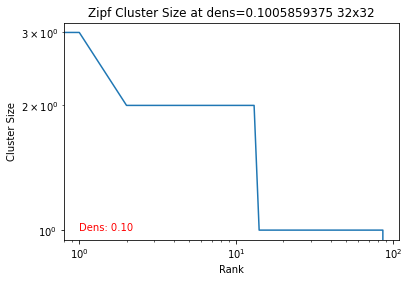 Zipf Cluster Size at dens=0.1005859375 32x32
Cluster Size
3 × 10⁰
2 × 10⁰
10⁰
Dens: 0.10
10⁰ 10¹ 10²
Rank